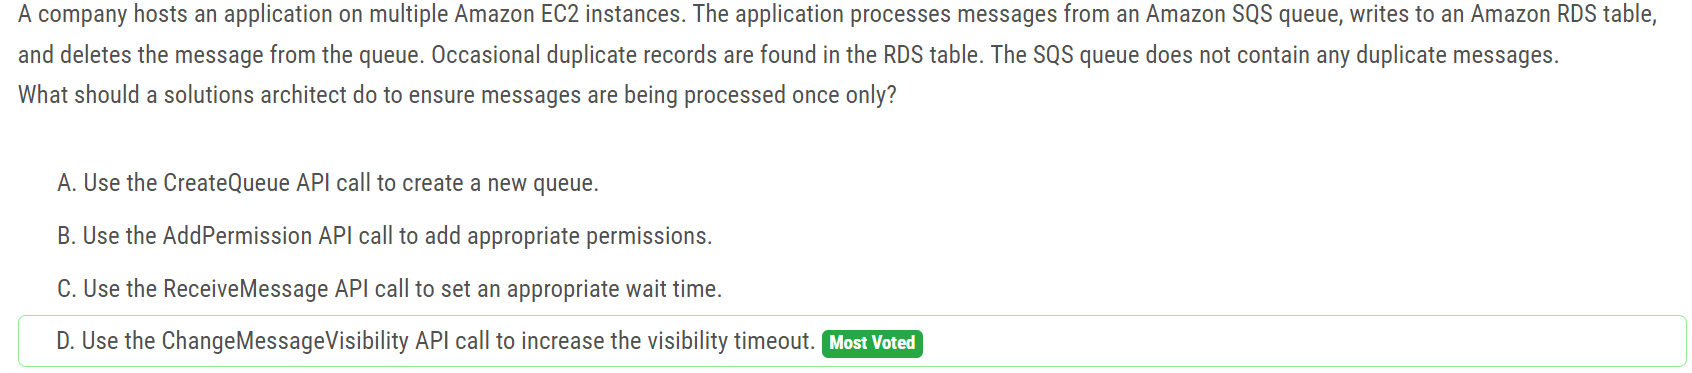 A company hosts an application on multiple Amazon EC2 instances. The application processes messages from an Amazon SQS queue, writes to an Amazon RDS table,
and deletes the message from the queue. Occasional duplicate records are found in the RDS table. The SQS queue does not contain any duplicate messages.
What should a solutions architect do to ensure messages are being processed once only?
A. Use the CreateQueue API call to create a new queue.
B. Use the AddPermission API call to add appropriate permissions.
C. Use the ReceiveMessage API call to set an appropriate wait time.
D. Use the ChangeMessageVisibility API call to increase the visibility timeout. Most Voted